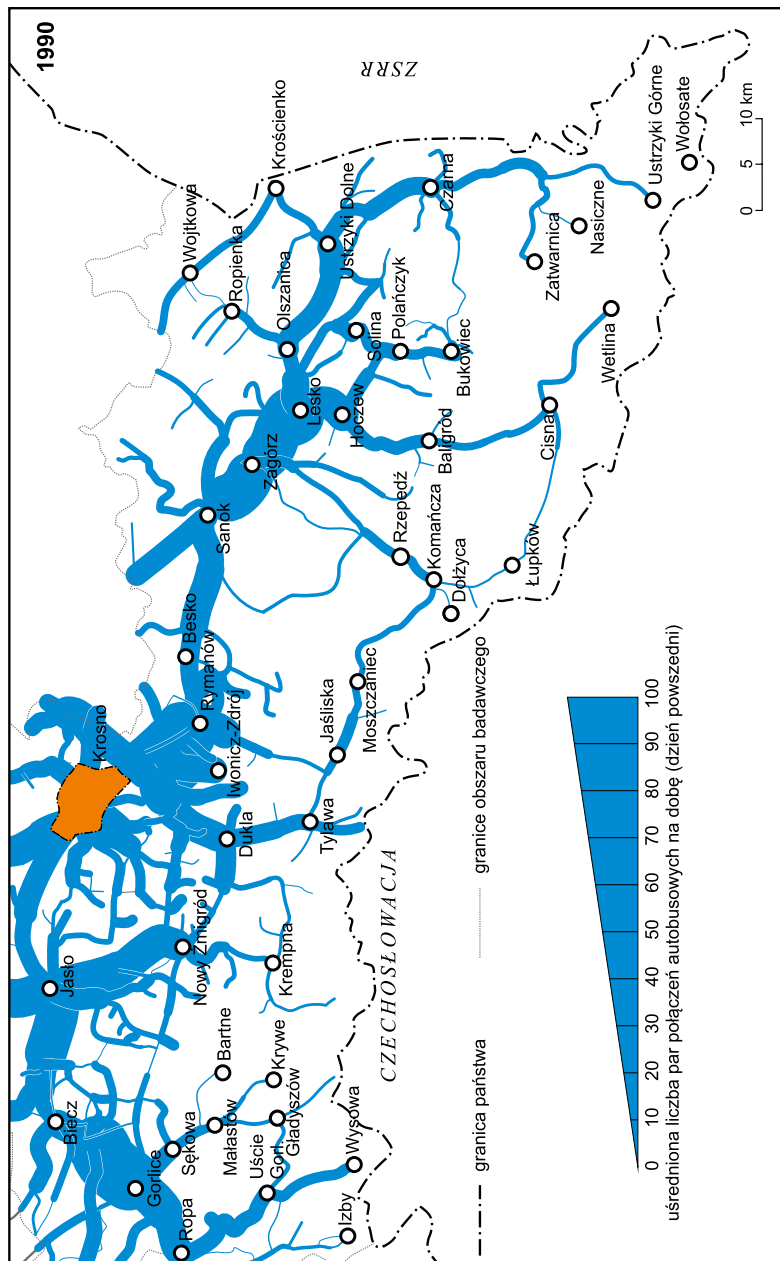 1990
ZSRR
Krościenko
Wojtkowa
Ropienka
Ustrzyki Dolne
Olszanica
Czarna
Ustrzyki Górne
Wołosate
Nasiczne
Zatwarnica
Solina
Polańczyk
Bukowiec
Wetlina
Lesko
Hoczew
Baligród
Cisna
Zagórz
Sanok
Rzepedź
Komańcza
Dołżyca
Łupków
Besko
Rymanów
Iwonicz-Zdrój
Krosno
Jaśliska
Moszczaniec
Dukla
Tylawa
CZECHOSŁOWACJA
Jasło
Nowy Żmigród
Krempna
Biecz
Gorlice
Sękowa
Małastów
Bartne
Krywe
Gładyszów
Uście
Gorl.
Wysowa
Ropa
Izby
0 5 10 km
granica państwa
granice obszaru badawczego
0 10 20 30 40 50 60 70 80 90 100
uśredniona liczba par połączeń autobusowych na dobę (dzień powszedni)